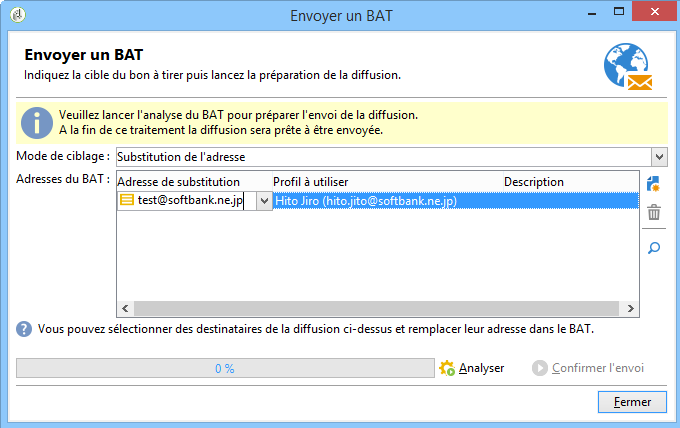 Envoyer un BAT
Envoyer un BAT
Indiquez la cible du bon à tirer puis lancez la préparation de la diffusion.
Veuillez lancer l'analyse du BAT pour préparer l'envoi de la diffusion.
A la fin de ce traitement la diffusion sera prête à être envoyée.
Mode de ciblage : Substitution de l'adresse
Adresses du BAT : Adresse de substitution Profil à utiliser Description
test@softbank.ne.jp Hito Jiro (hito.jito@softbank.ne.jp)
Vous pouvez sélectionner des destinataires de la diffusion ci-dessus et remplacer leur adresse dans le BAT.
0 % Analyser Confirmer l'envoi
Fermer